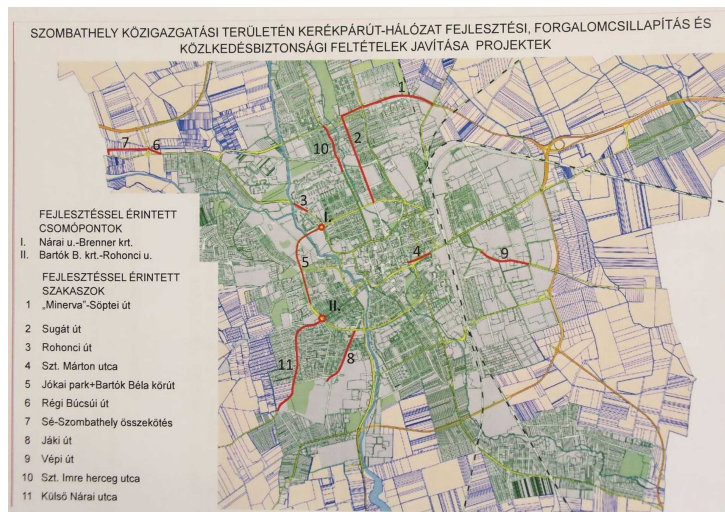 SZOMBATHELY KÖZIGAZGATÁSI TERÜLETÉN KERÉKPÁRÚT-HÁLÓZAT FEJLESZTÉSI, FORGALOMCSILLAPÍTÁS ÉS
KÖZLKEDÉSBIZTONSÁGI FELTÉTELEK JAVÍTÁSA PROJEKTEK
1
7
6
10
2
3
I.
5
4
9
II.
11
8
FEJLESZTÉSSEL ÉRINTETT
CSOMÓPONTOK
I. Nárai u.-Brenner krt.
II. Bartók B. krt.-Rohonci u.
FEJLESZTÉSSEL ÉRINTETT
SZAKASZOK
1 „Minerva"-Söptei út
2 Sugát út
3 Rohonci út
4 Szt. Márton utca
5 Jókai park+Bartók Béla körút
6 Régi Bucsúi út
7 Sé-Szombathely összekötés
8 Jáki út
9 Vépi út
10 Szt. Imre herceg utca
11 Külső Nárai utca